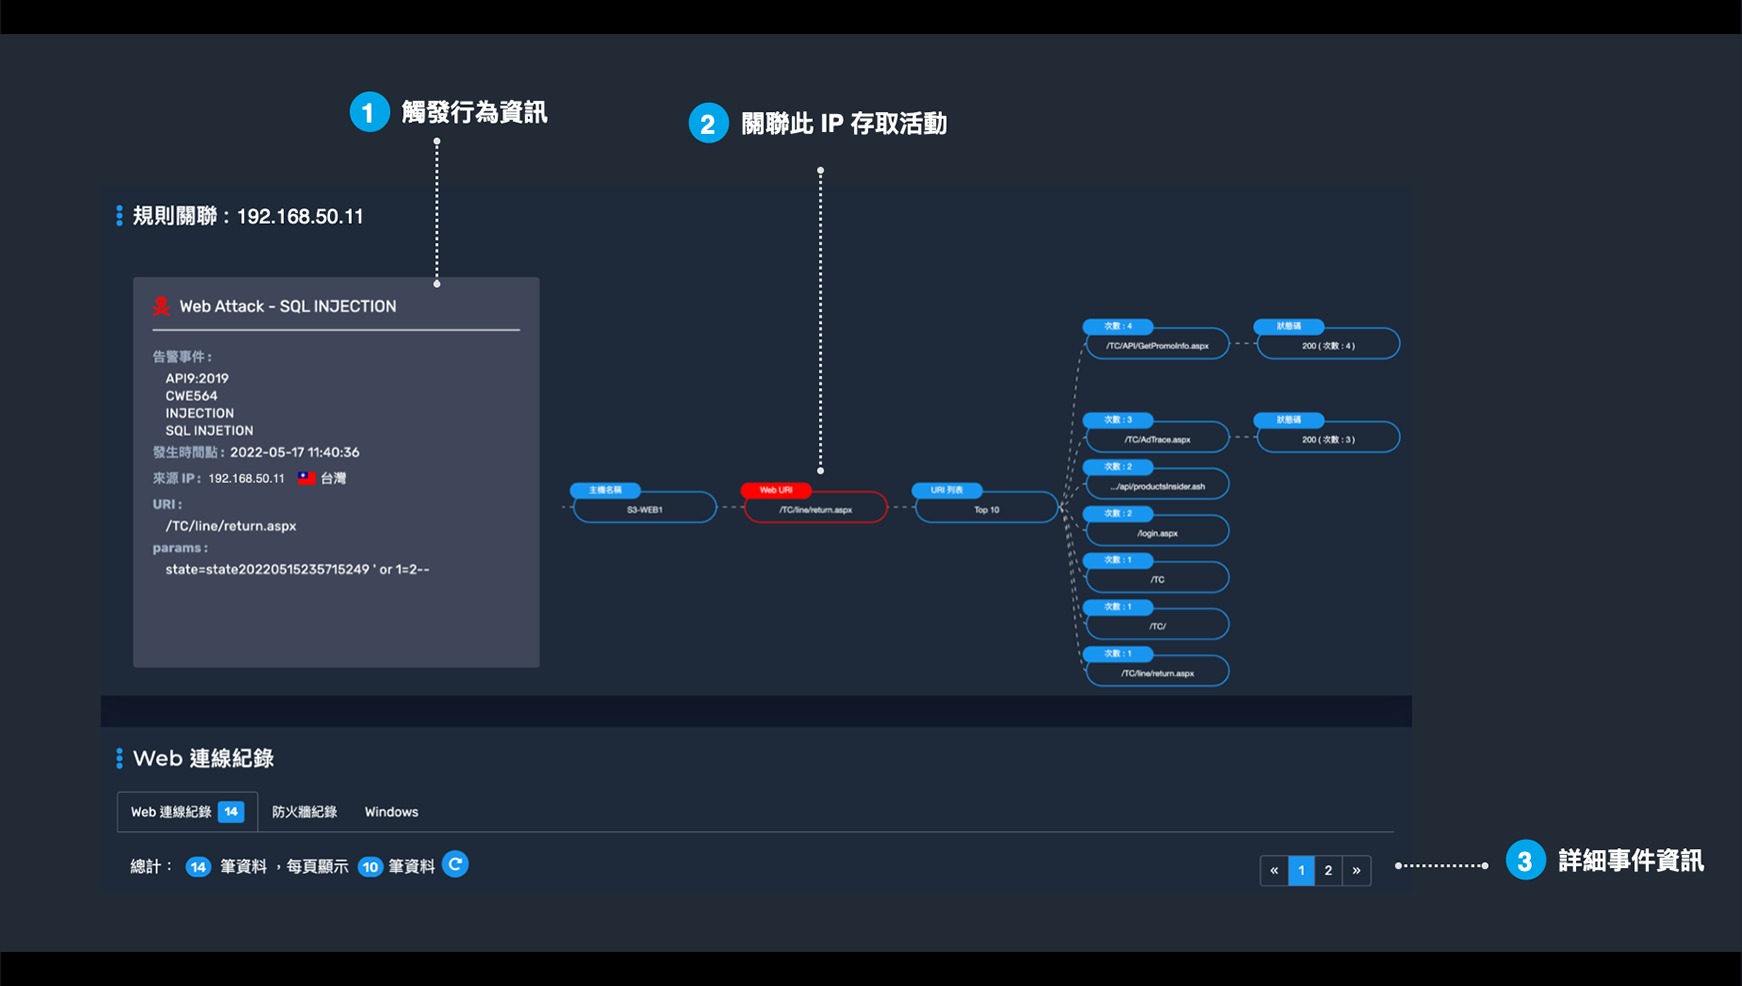 1 觸發行為資訊
2 關聯此 IP 存取活動
規則關聯 : 192.168.50.11
Web Attack - SQL INJECTION
告警事件 :
API9:2019
CWE564
INJECTION
SQL INJETION
發生時間點 : 2022-05-17 11:40:36
來源 IP : 192.168.50.11 台灣
URI :
/TC/line/return.aspx
params :
state=state20220515235715249 ' or 1=2--
主機名稱
S3-WEB1
Web URI
/TC/line/return.aspx
URI 列表
Top 10
次數 : 4
/TC/API/GetPromoInfo.aspx
狀態碼
200 ( 次數 : 4 )
次數 : 3
/TC/AdTrace.aspx
狀態碼
200 ( 次數 : 3 )
次數 : 2
.../api/productsInsider.ash
次數 : 2
/login.aspx
次數 : 1
/TC
次數 : 1
/TC/
次數 : 1
/TC/line/return.aspx
Web 連線紀錄
Web 連線紀錄 14 防火牆紀錄 Windows
總計 : 14 筆資料 ，每頁顯示 10 筆資料
« 1 2 »
3 詳細事件資訊